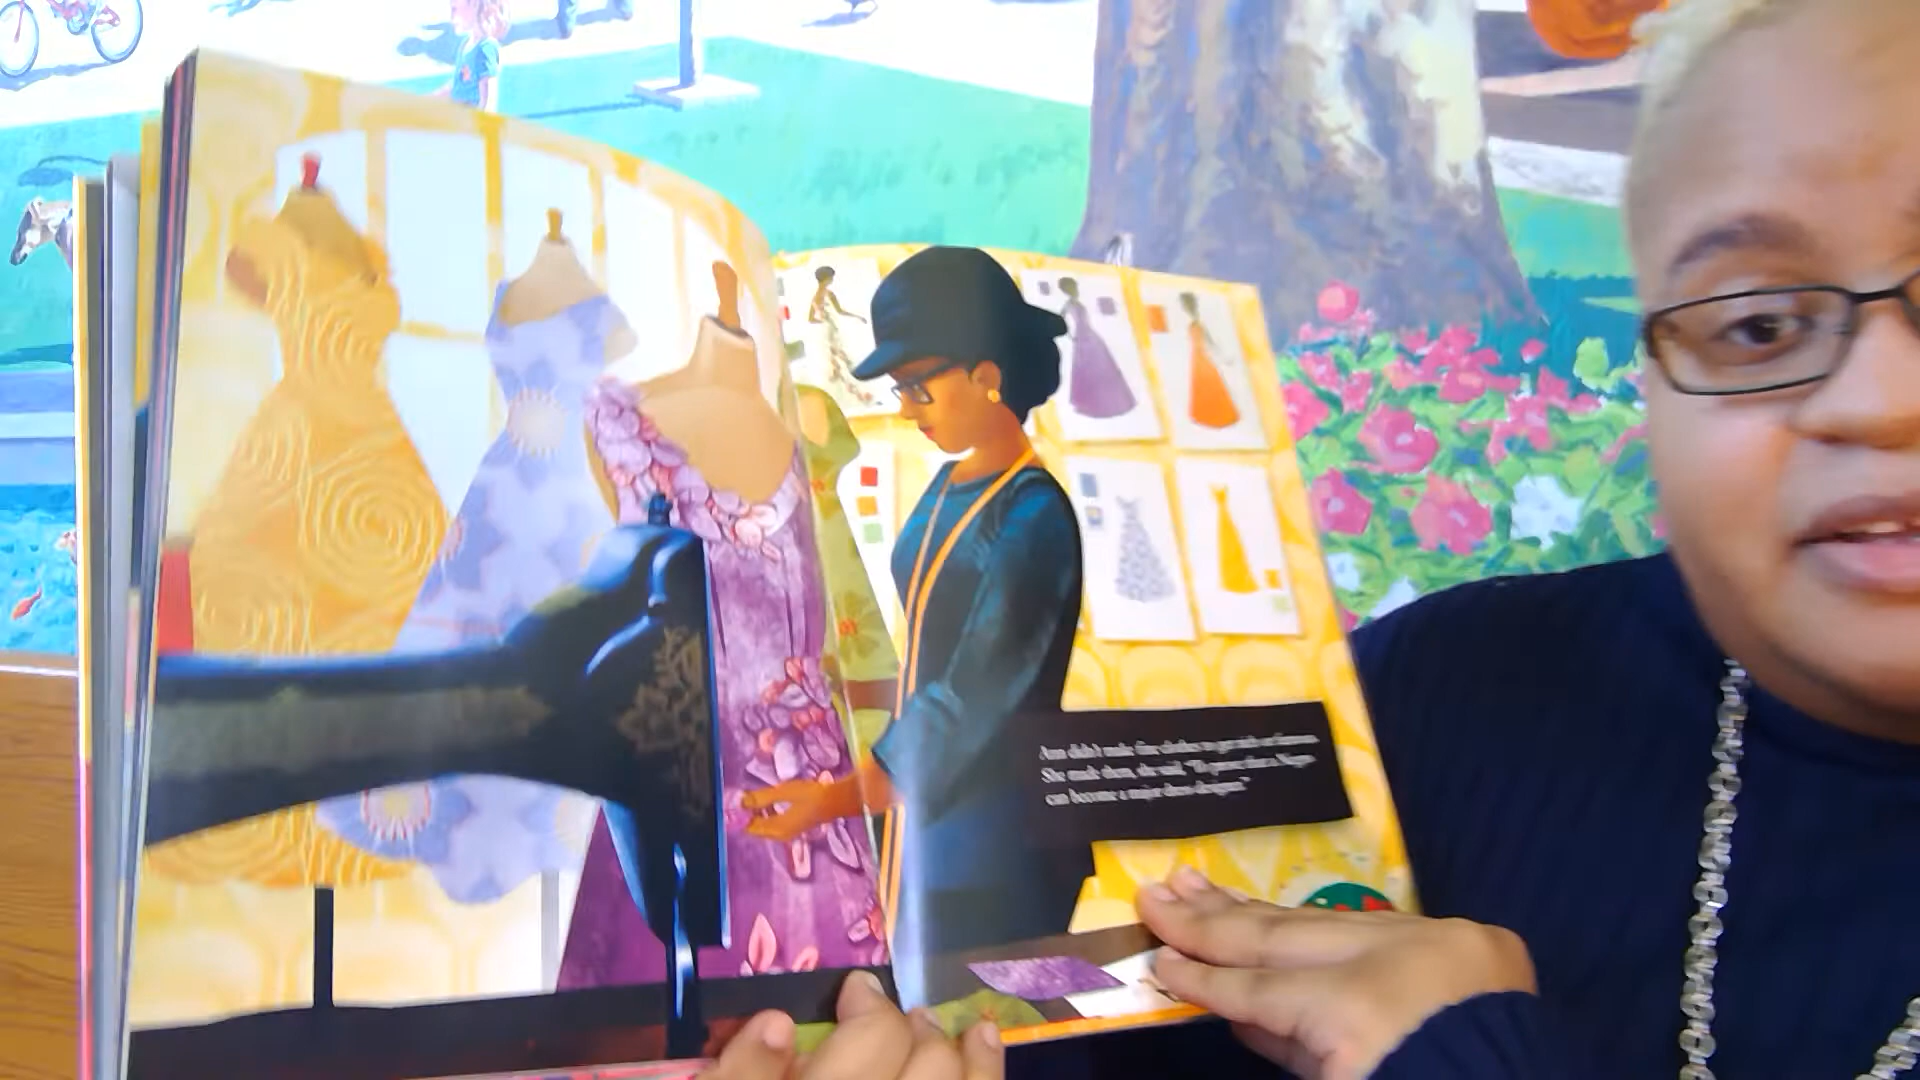 Ann didn't make fine clothes to get rich or famous.
She made them, she said, "To prove that a Negro
can become a major dress designer."